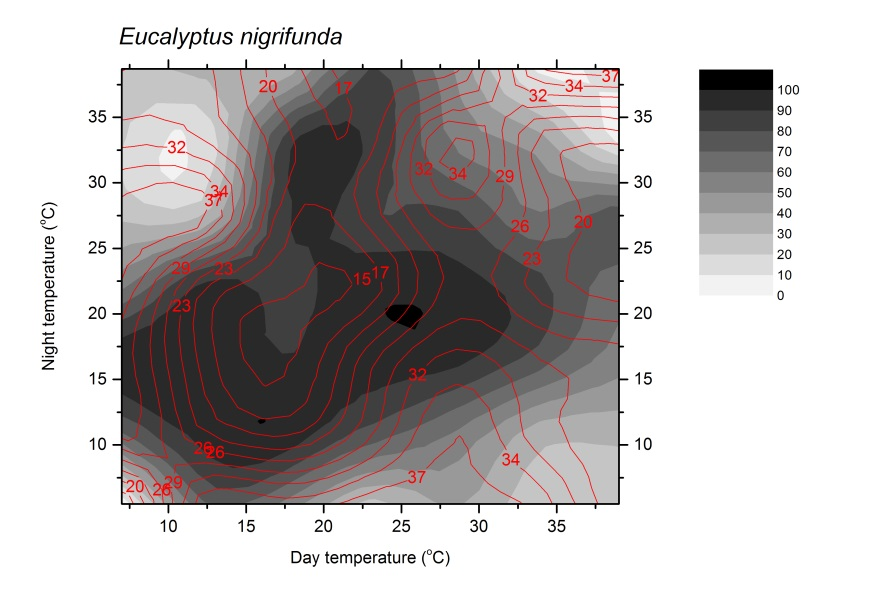 Eucalyptus nigrifunda
20 17 37 34 32
100
90
80
70
60
50
40
30
20
10
0
35 35
32
30 34 37 32 34 29 30
20
26
25 25
29 23 15 17 23
23
20 20
32
15 15
10 26 26 10
34
37
20 26 29
10 15 20 25 30 35
Night temperature (°C)
Day temperature (°C)